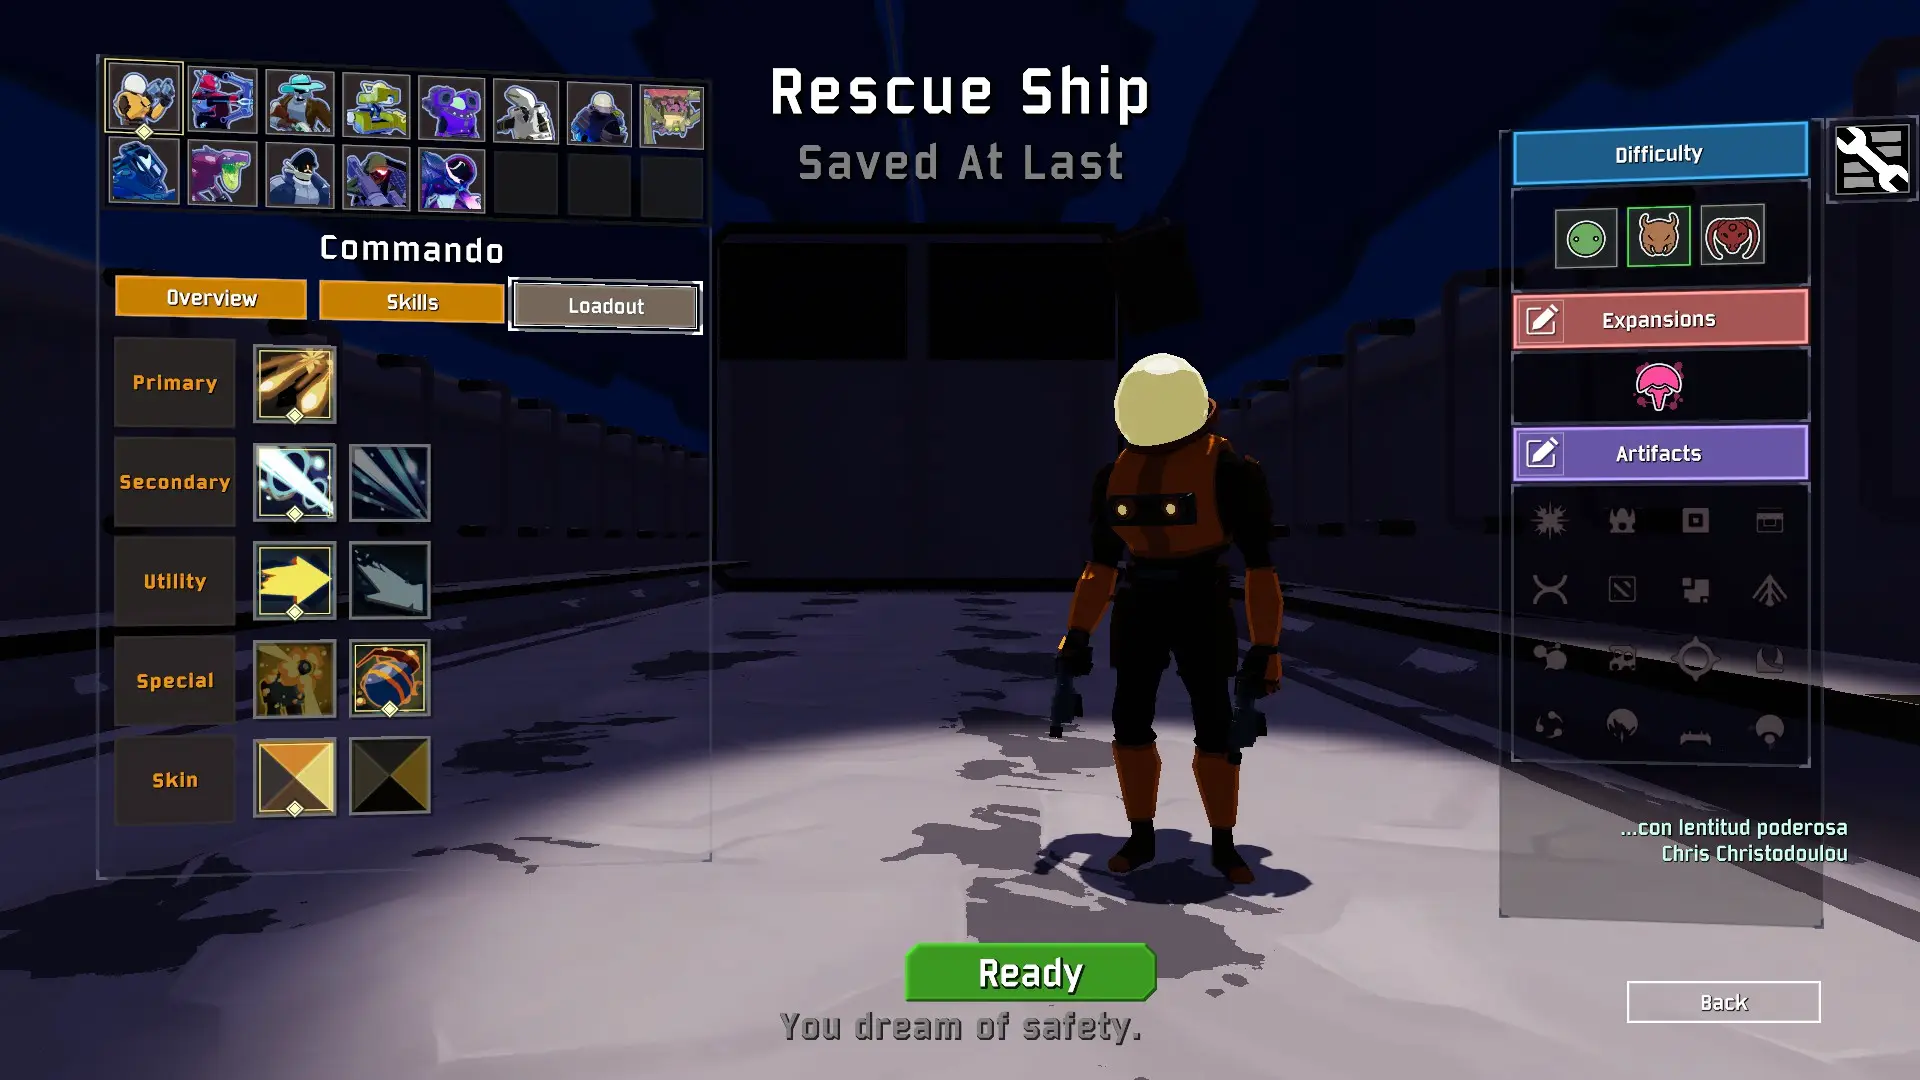 Rescue Ship
Saved At Last
Commando
Overview
Skills
Loadout
Primary
Secondary
Utility
Special
Skin
Difficulty
Expansions
Artifacts
...con lentitud poderosa
Chris Christodoulou
Ready
You dream of safety.
Back